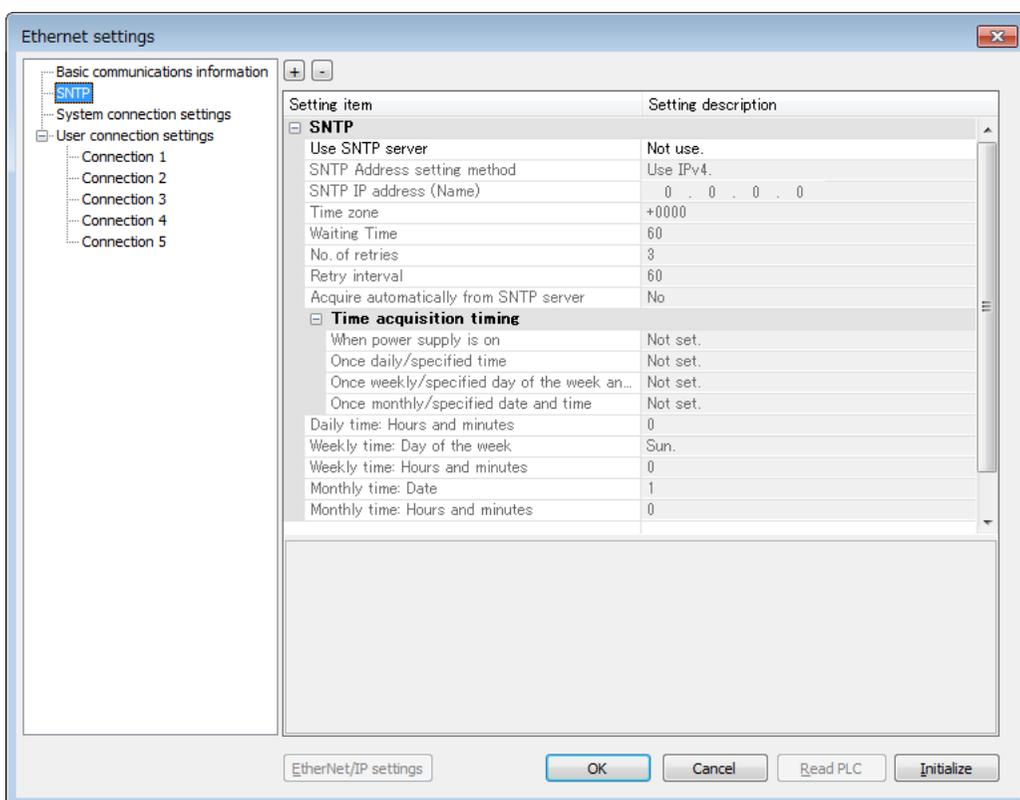 Ethernet settings
Basic communications information
SNTP
System connection settings
User connection settings
Connection 1
Connection 2
Connection 3
Connection 4
Connection 5
+ -
Setting item Setting description
SNTP
Use SNTP server Not use.
SNTP Address setting method Use IPv4.
SNTP IP address (Name) 0 . 0 . 0 . 0
Time zone +0000
Waiting Time 60
No. of retries 3
Retry interval 60
Acquire automatically from SNTP server No
Time acquisition timing
When power supply is on Not set.
Once daily/specified time Not set.
Once weekly/specified day of the week an... Not set.
Once monthly/specified date and time Not set.
Daily time: Hours and minutes 0
Weekly time: Day of the week Sun.
Weekly time: Hours and minutes 0
Monthly time: Date 1
Monthly time: Hours and minutes 0
EtherNet/IP settings OK Cancel Read PLC Initialize